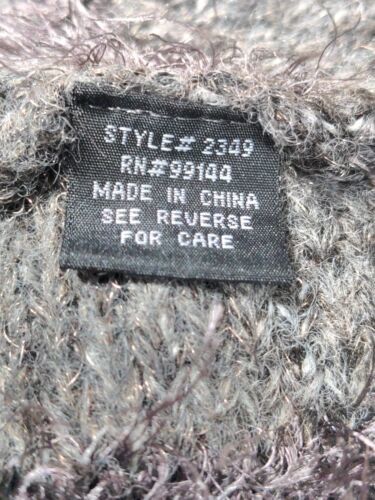 STYLE# 2349
RN#99144
MADE IN CHINA
SEE REVERSE
FOR CARE